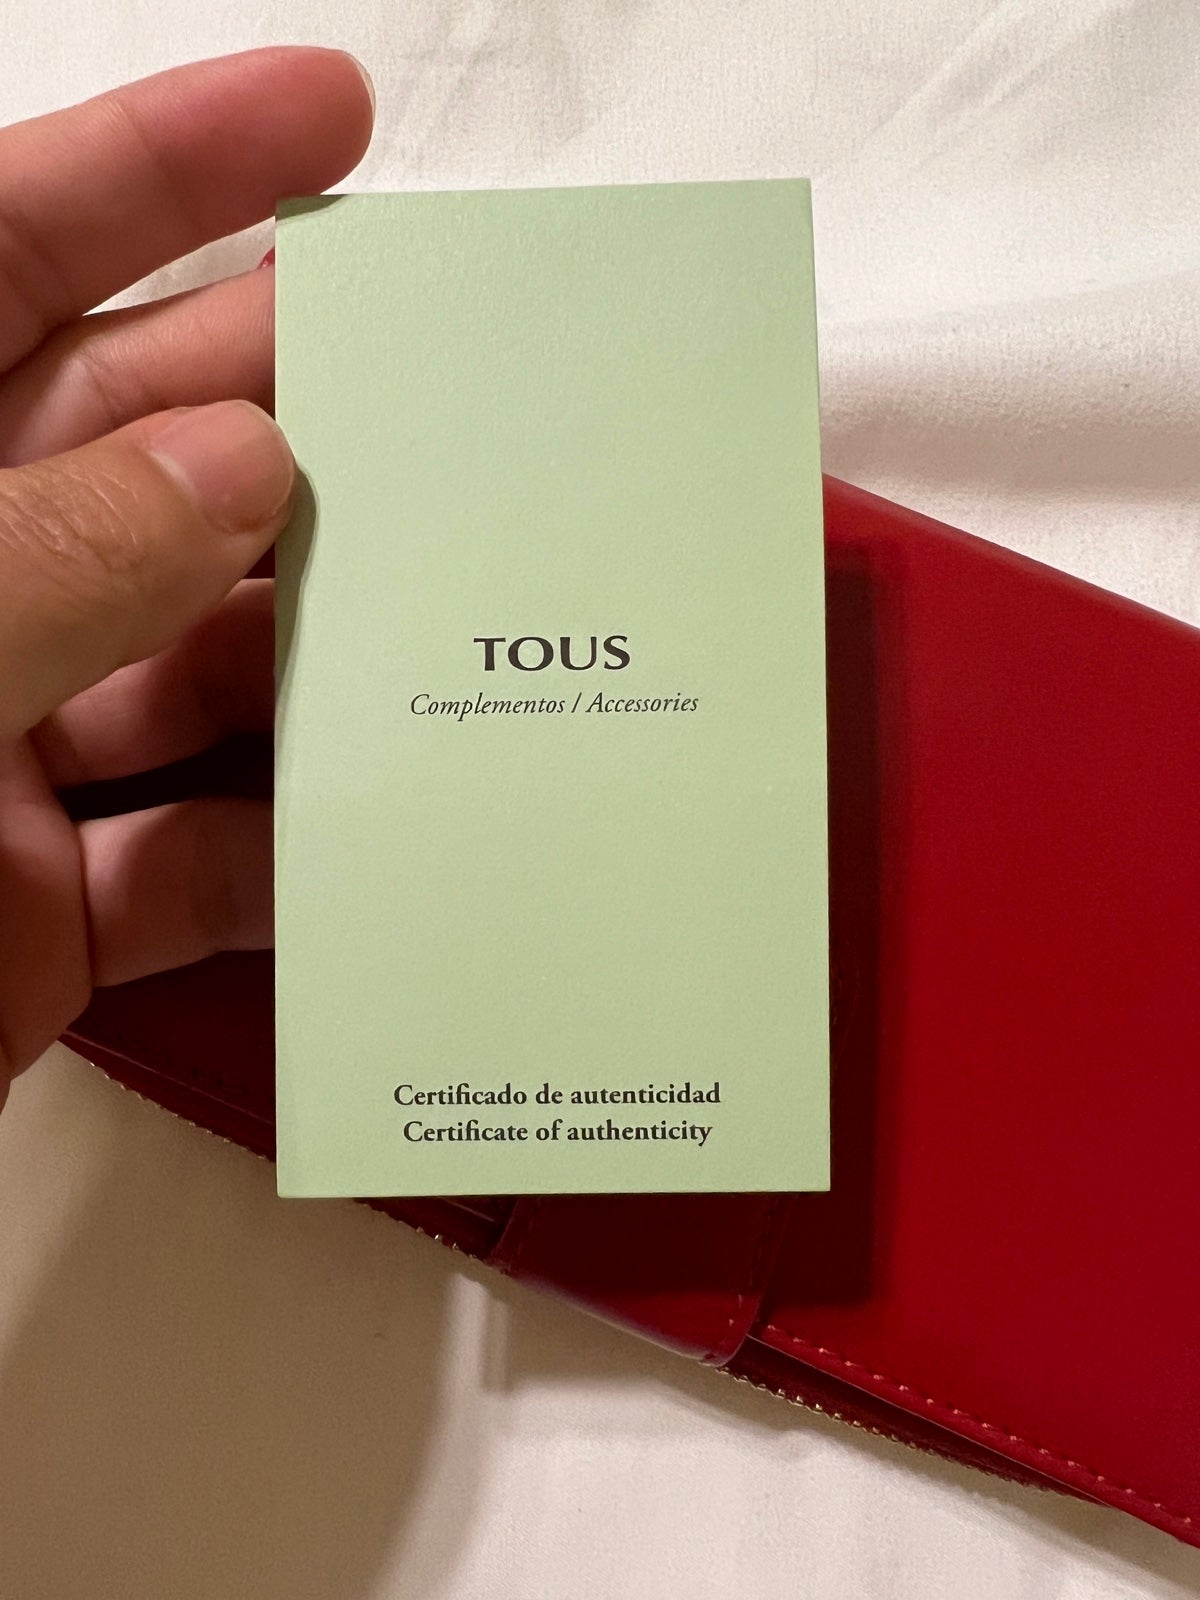 TOUS
Complementos / Accessories
Certificado de autenticidad
Certificate of authenticity